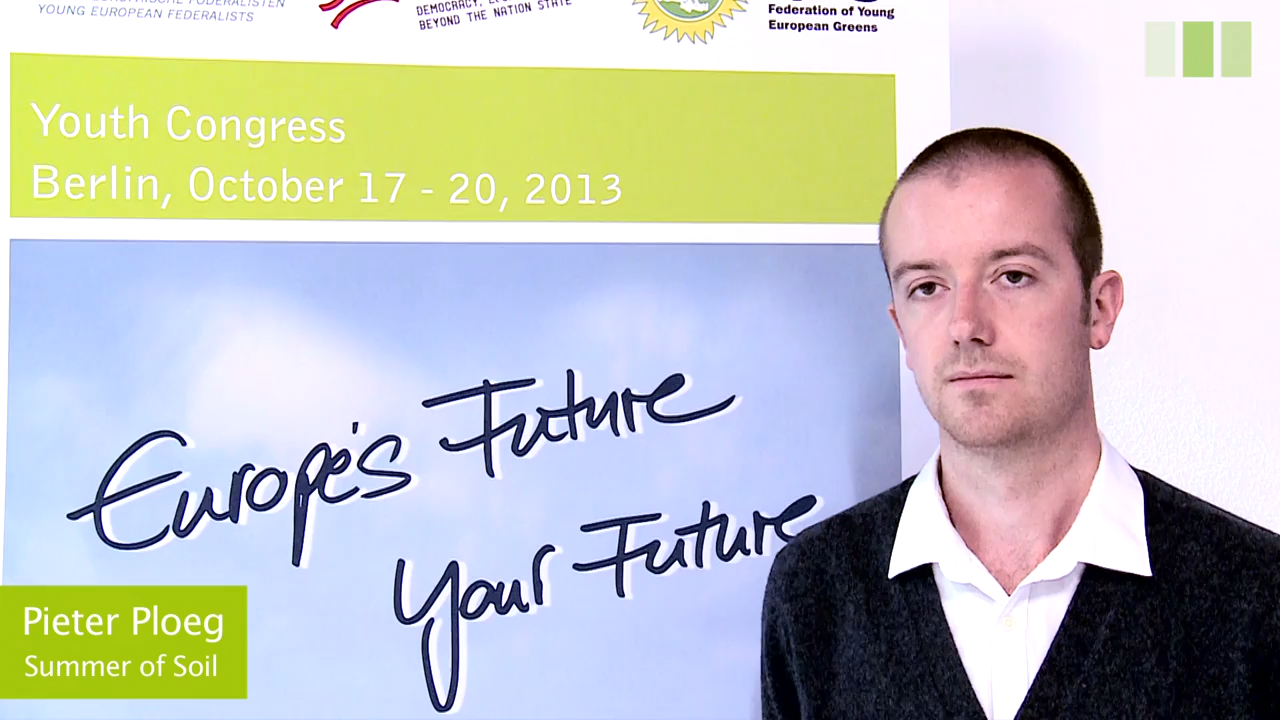 YOUNG EUROPEAN FEDERALISTS
BEYOND THE NATION STATE
Federation of Young
European Greens
Youth Congress
Berlin, October 17 - 20, 2013
Europe's Future
Your Future
Pieter Ploeg
Summer of Soil